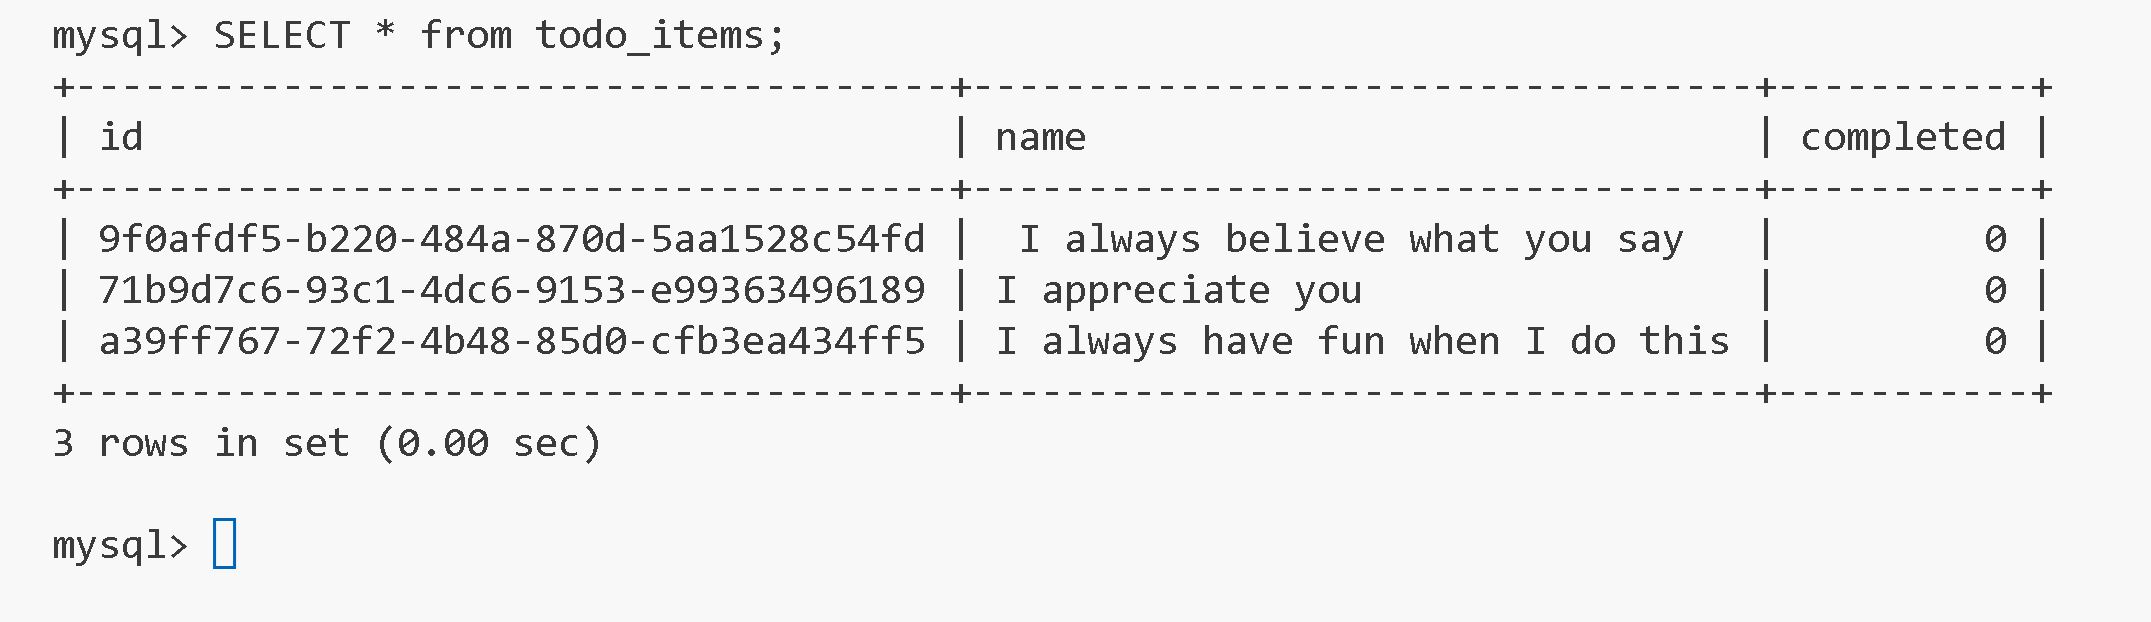 mysql> SELECT * from todo_items;
+--------------------------------------+----------------------------------+-----------+
| id                                   | name                             | completed |
+--------------------------------------+----------------------------------+-----------+
| 9f0afdf5-b220-484a-870d-5aa1528c54fd |  I always believe what you say   |         0 |
| 71b9d7c6-93c1-4dc6-9153-e99363496189 | I appreciate you                 |         0 |
| a39ff767-72f2-4b48-85d0-cfb3ea434ff5 | I always have fun when I do this |         0 |
+--------------------------------------+----------------------------------+-----------+
3 rows in set (0.00 sec)

mysql>